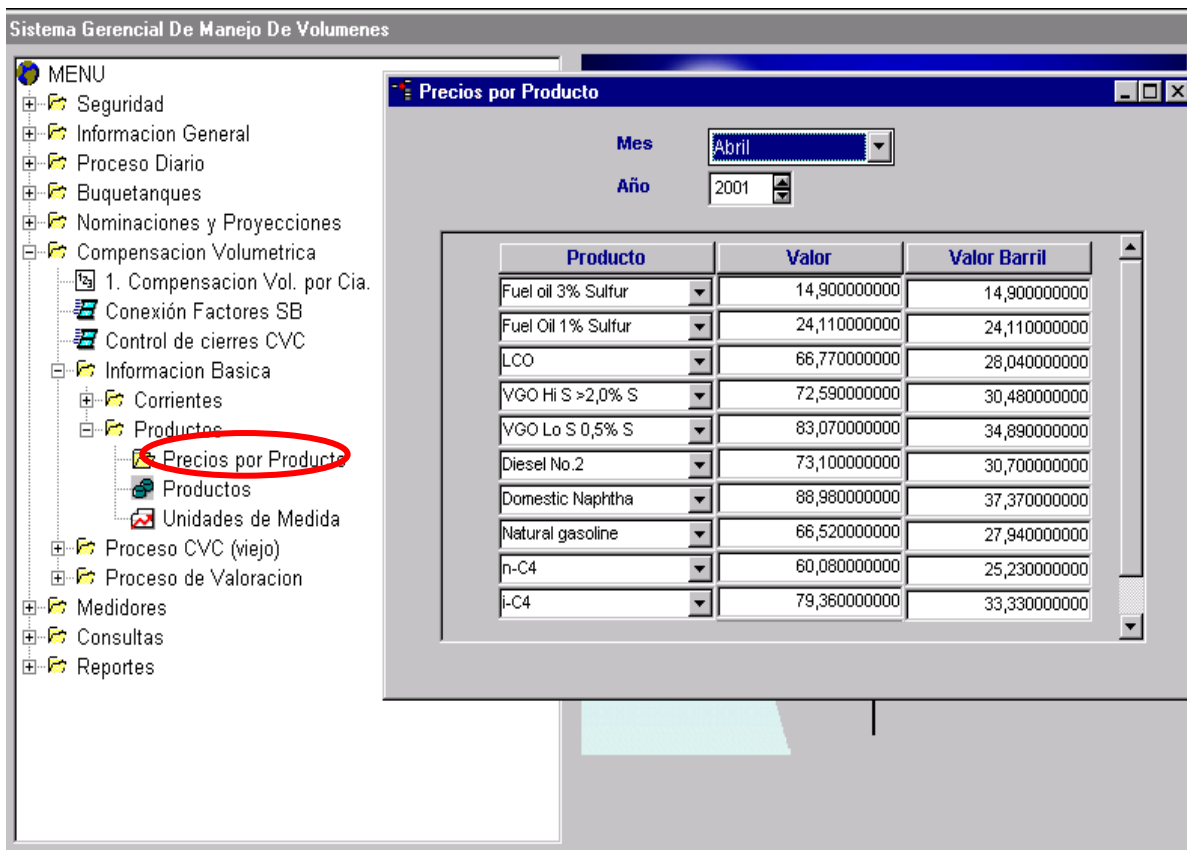 Sistema Gerencial De Manejo De Volumenes
MENU
Seguridad
Informacion General
Proceso Diario
Buquetanques
Nominaciones y Proyecciones
Compensacion Volumetrica
1. Compensacion Vol. por Cia.
Conexión Factores SB
Control de cierres CVC
Informacion Basica
Corrientes
Productos
Precios por Producto
Productos
Unidades de Medida
Proceso CVC (viejo)
Proceso de Valoracion
Medidores
Consultas
Reportes
Precios por Producto
Mes Abril
Año 2001
Producto Valor Valor Barril
Fuel oil 3% Sulfur 14,900000000 14,900000000
Fuel Oil 1% Sulfur 24,110000000 24,110000000
LCO 66,770000000 28,040000000
VGO Hi S >2,0% S 72,590000000 30,480000000
VGO Lo S 0,5% S 83,070000000 34,890000000
Diesel No.2 73,100000000 30,700000000
Domestic Naphtha 88,980000000 37,370000000
Natural gasoline 66,520000000 27,940000000
n-C4 60,080000000 25,230000000
i-C4 79,360000000 33,330000000